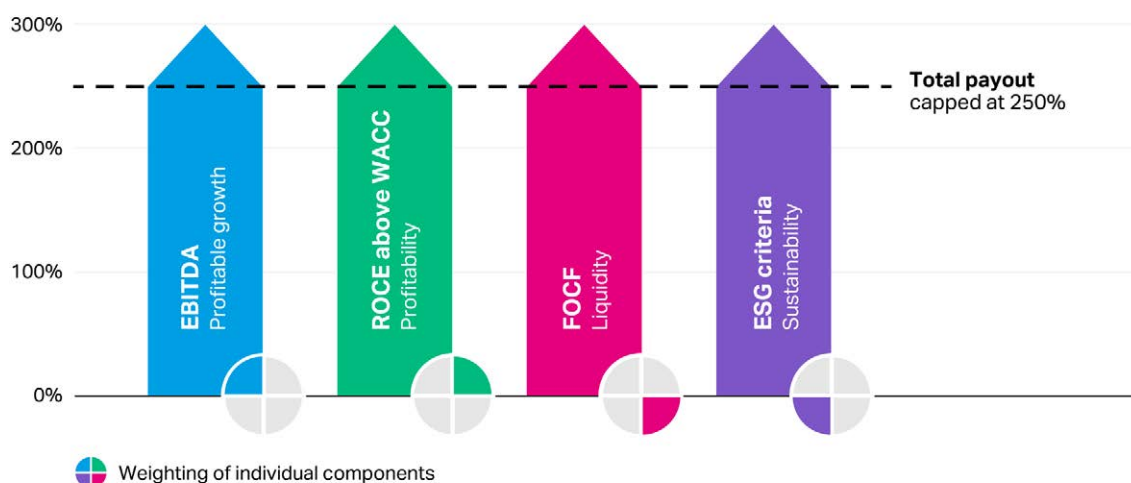 300%
Total payout
capped at 250%
200%
100%
0%
EBITDA
Profitable growth
ROCE above WACC
Profitability
FOCF
Liquidity
ESG criteria
Sustainability
Weighting of individual components